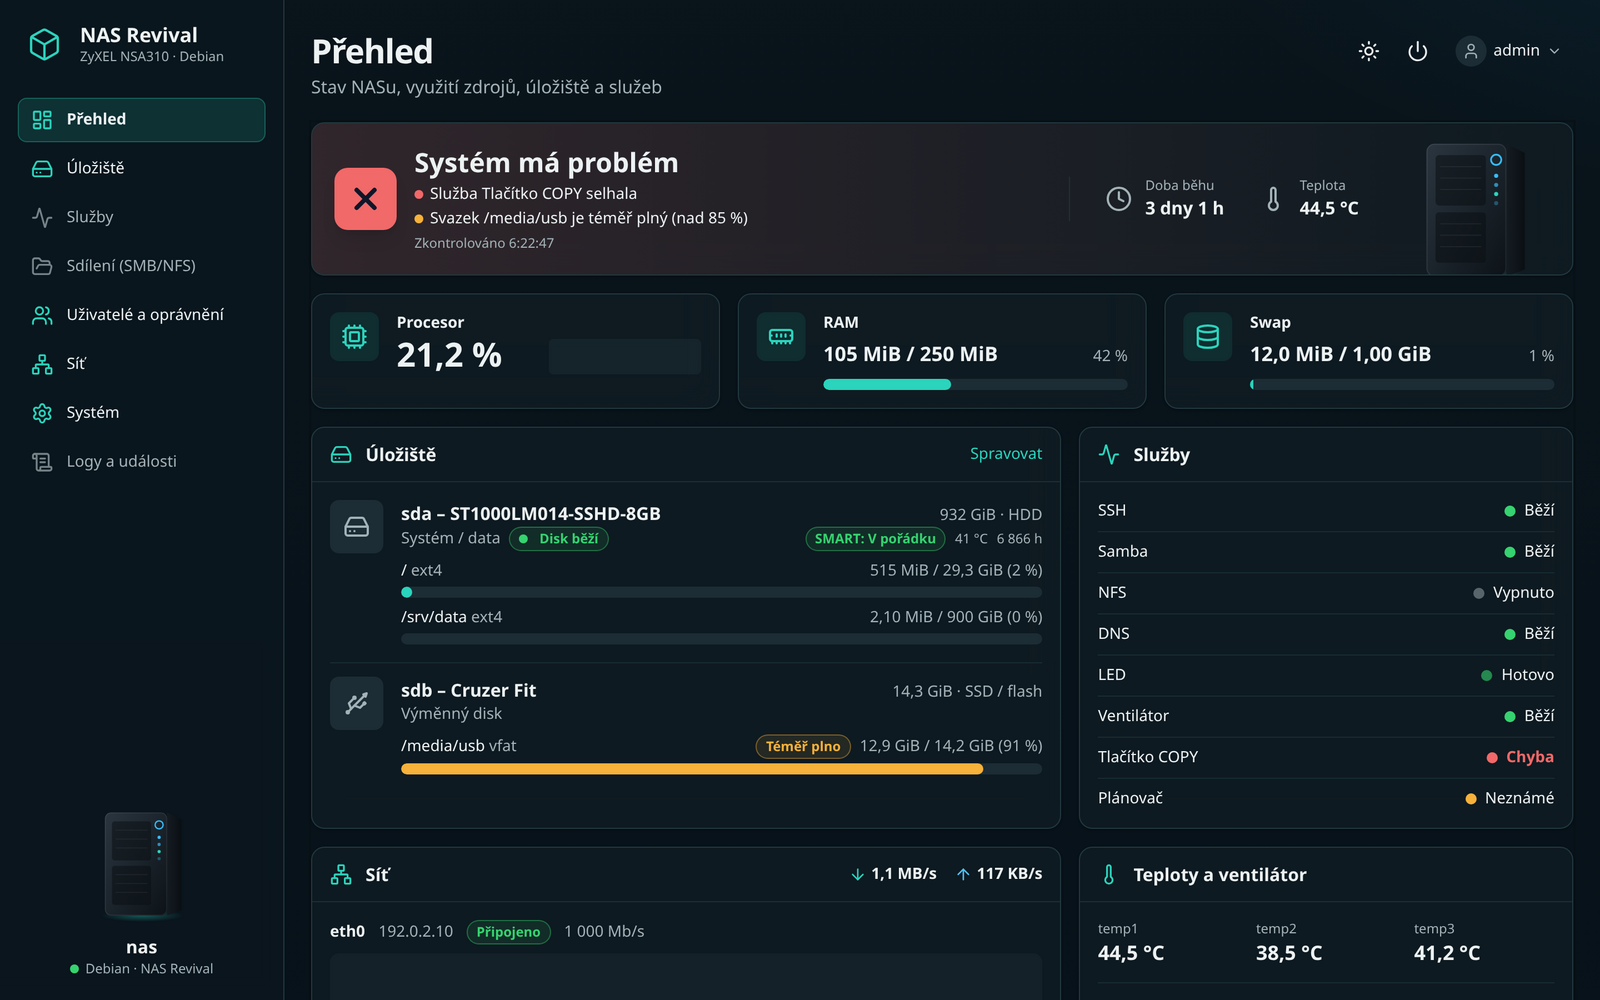 NAS Revival
ZyXEL NSA310 · Debian
Přehled
Úložiště
Služby
Sdílení (SMB/NFS)
Uživatelé a oprávnění
Síť
Systém
Logy a události
nas
Debian · NAS Revival
Přehled
Stav NASu, využití zdrojů, úložiště a služeb
admin
Systém má problém
Služba Tlačítko COPY selhala
Svazek /media/usb je téměř plný (nad 85 %)
Zkontrolováno 6:22:47
Doba běhu
3 dny 1 h
Teplota
44,5 °C
Procesor
21,2 %
RAM
105 MiB / 250 MiB
42 %
Swap
12,0 MiB / 1,00 GiB
1 %
Úložiště
Spravovat
sda – ST1000LM014-SSHD-8GB
932 GiB · HDD
Systém / data
Disk běží
SMART: V pořádku
41 °C 6 866 h
/ ext4
515 MiB / 29,3 GiB (2 %)
/srv/data ext4
2,10 MiB / 900 GiB (0 %)
sdb – Cruzer Fit
14,3 GiB · SSD / flash
Výměnný disk
/media/usb vfat
Téměř plno
12,9 GiB / 14,2 GiB (91 %)
Služby
SSH
Běží
Samba
Běží
NFS
Vypnuto
DNS
Běží
LED
Hotovo
Ventilátor
Běží
Tlačítko COPY
Chyba
Plánovač
Neznámé
Síť
↓ 1,1 MB/s
↑ 117 KB/s
eth0 192.0.2.10
Připojeno
1 000 Mb/s
Teploty a ventilátor
temp1
44,5 °C
temp2
38,5 °C
temp3
41,2 °C